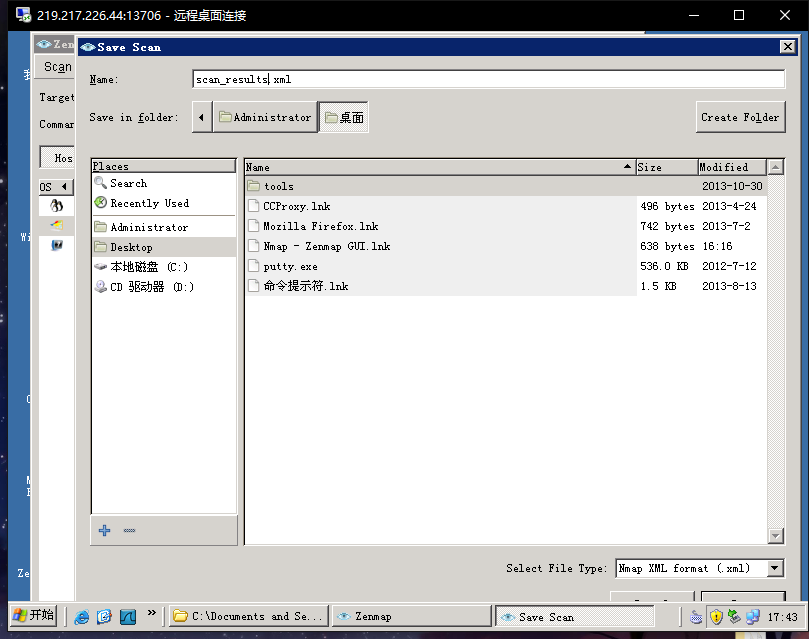 219.217.226.44:13706 - 远程桌面连接
Zen
Save Scan
Scan
Name: scan_results.xml
Target
Save in folder: Administrator 桌面 Create Folder
Comman
Hos
Places
Name Size Modified
OS
Search
tools 2013-10-30
Recently Used
CCProxy.lnk 496 bytes 2013-4-24
Administrator
Mozilla Firefox.lnk 742 bytes 2013-7-2
Desktop
Nmap - Zenmap GUI.lnk 638 bytes 16:16
本地磁盘 (C:)
putty.exe 536.0 KB 2012-7-12
CD 驱动器 (D:)
命令提示符.lnk 1.5 KB 2013-8-13
Select File Type: Nmap XML format (.xml)
Ze
开始 » C:\Documents and Se... Zenmap Save Scan 17:43